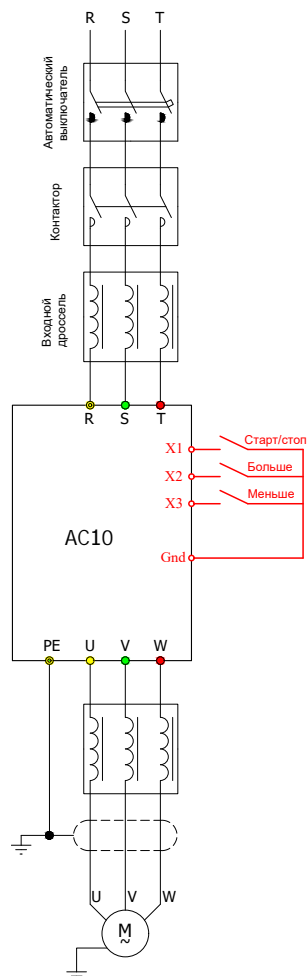 R S T
Автоматический
выключатель
Контактор
Входной
дроссель
R S T
X1 Старт/стоп
X2 Больше
X3 Меньше
AC10
Gnd
PE U V W
U V W
M
~